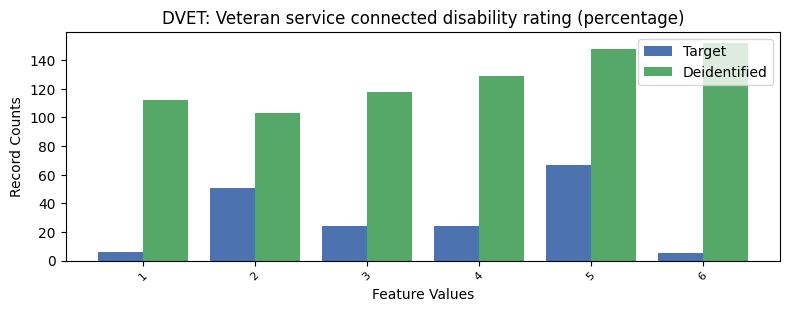 DVET: Veteran service connected disability rating (percentage)
Target
Deidentified
Record Counts
140
120
100
80
60
40
20
0
1
2
3
4
5
6
Feature Values